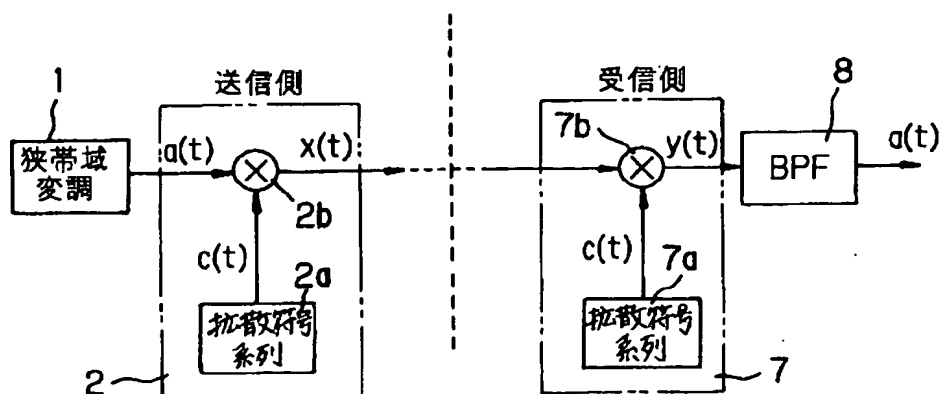 1
狭帯域
変調
送信側
a(t)
x(t)
2b
c(t)
2a
拡散符号
系列
2
受信側
7b
y(t)
c(t)
7a
拡散符号
系列
7
8
BPF
a(t)